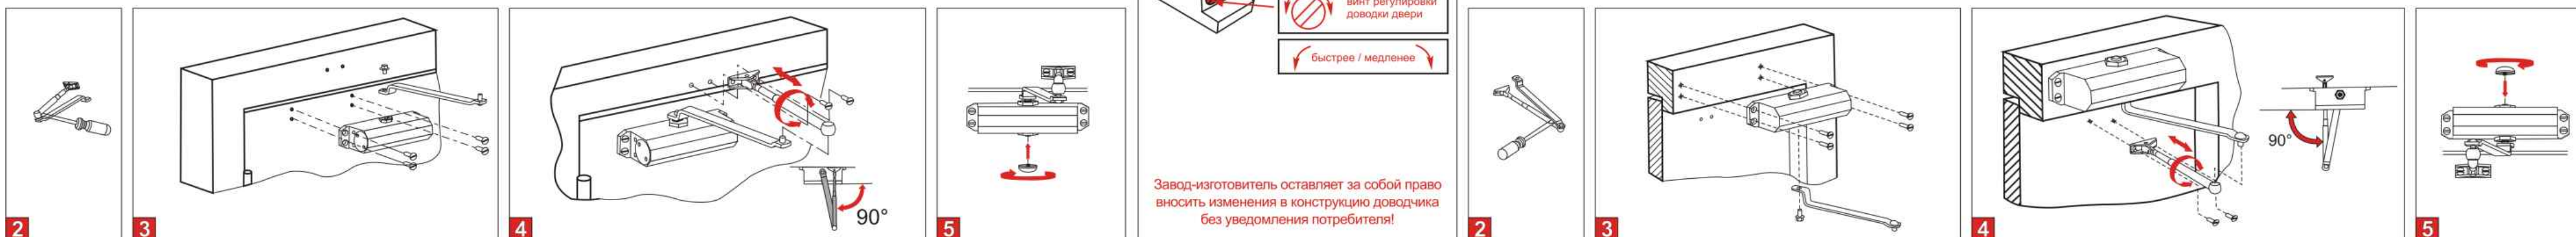 винт регулировки
доводки двери
быстрее / медленее
Завод-изготовитель оставляет за собой право
вносить изменения в конструкцию доводчика
без уведомления потребителя!
2
3
4
90°
5
2
3
4
90°
5